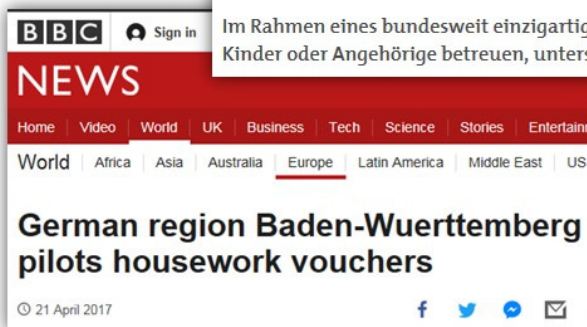 Im Rahmen eines bundesweit
Kinder oder Angehörige betreuen,
BBC Sign in
NEWS
Home Video World UK Business Tech Science Stories
World Africa Asia Australia Europe Latin America Middle East US
German region Baden-Wuerttemberg
pilots housework vouchers
21 April 2017